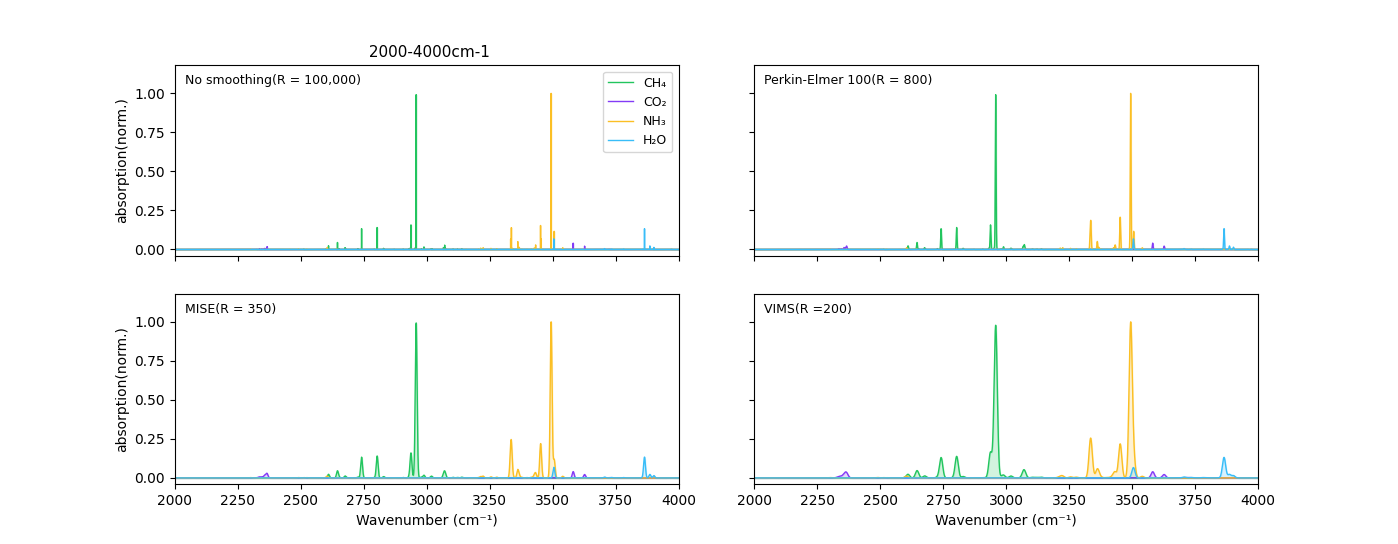 2000-4000cm-1
No smoothing(R = 100,000)
CH₄
CO₂
NH₃
H₂O
absorption(norm.)
1.00
0.75
0.50
0.25
0.00
Perkin-Elmer 100(R = 800)
MISE(R = 350)
absorption(norm.)
1.00
0.75
0.50
0.25
0.00
2000 2250 2500 2750 3000 3250 3500 3750 4000
Wavenumber (cm⁻¹)
VIMS(R =200)
2000 2250 2500 2750 3000 3250 3500 3750 4000
Wavenumber (cm⁻¹)